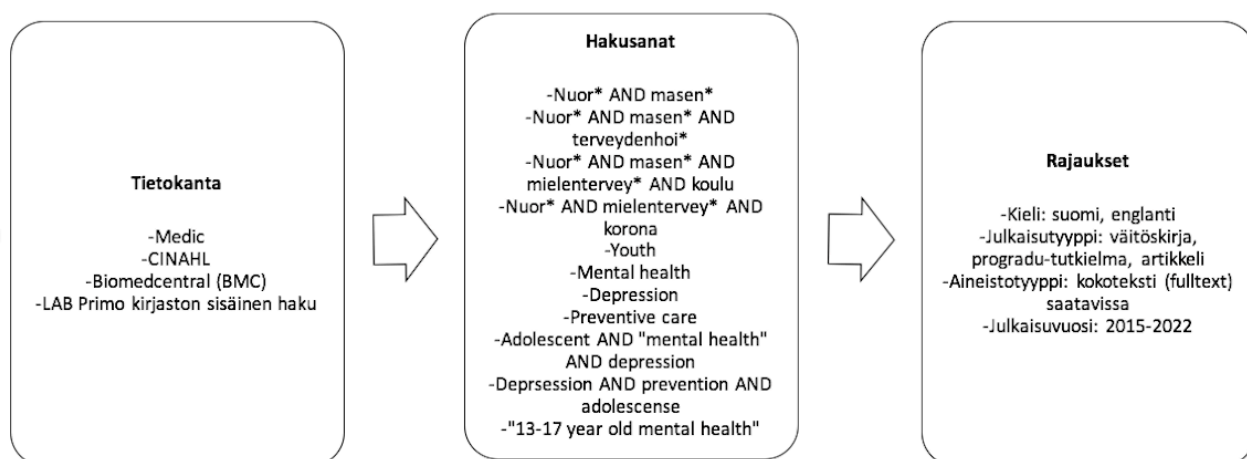 Tietokanta
-Medic
-CINAHL
-Biomedcentral (BMC)
-LAB Primo kirjaston sisäinen haku
Hakusanat
-Nuor* AND masen*
-Nuor* AND masen* AND
terveydenhoi*
-Nuor* AND masen* AND
mielentervey* AND koulu
-Nuor* AND mielentervey* AND
korona
-Youth
-Mental health
-Depression
-Preventive care
-Adolescent AND "mental health"
AND depression
-Deprsession AND prevention AND
adolescense
-"13-17 year old mental health"
Rajaukset
-Kieli: suomi, englanti
-Julkaisutyyppi: väitöskirja,
progradu-tutkielma, artikkeli
-Aineistotyyppi: kokoteksti (fulltext)
saatavissa
-Julkaisuvuosi: 2015-2022